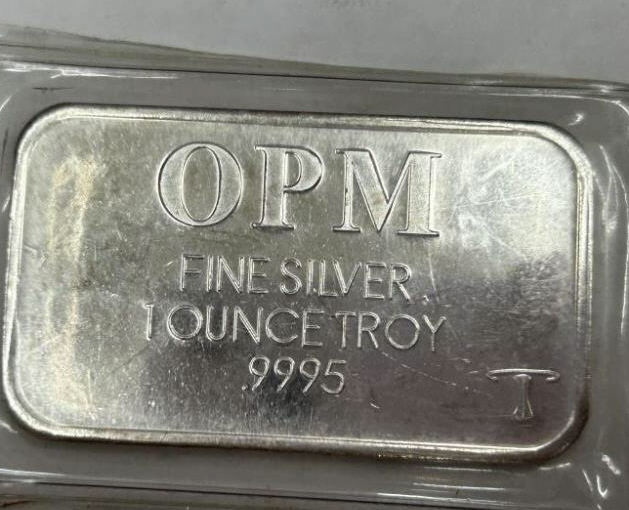 OPM
FINE SILVER
1 OUNCE TROY
.9995